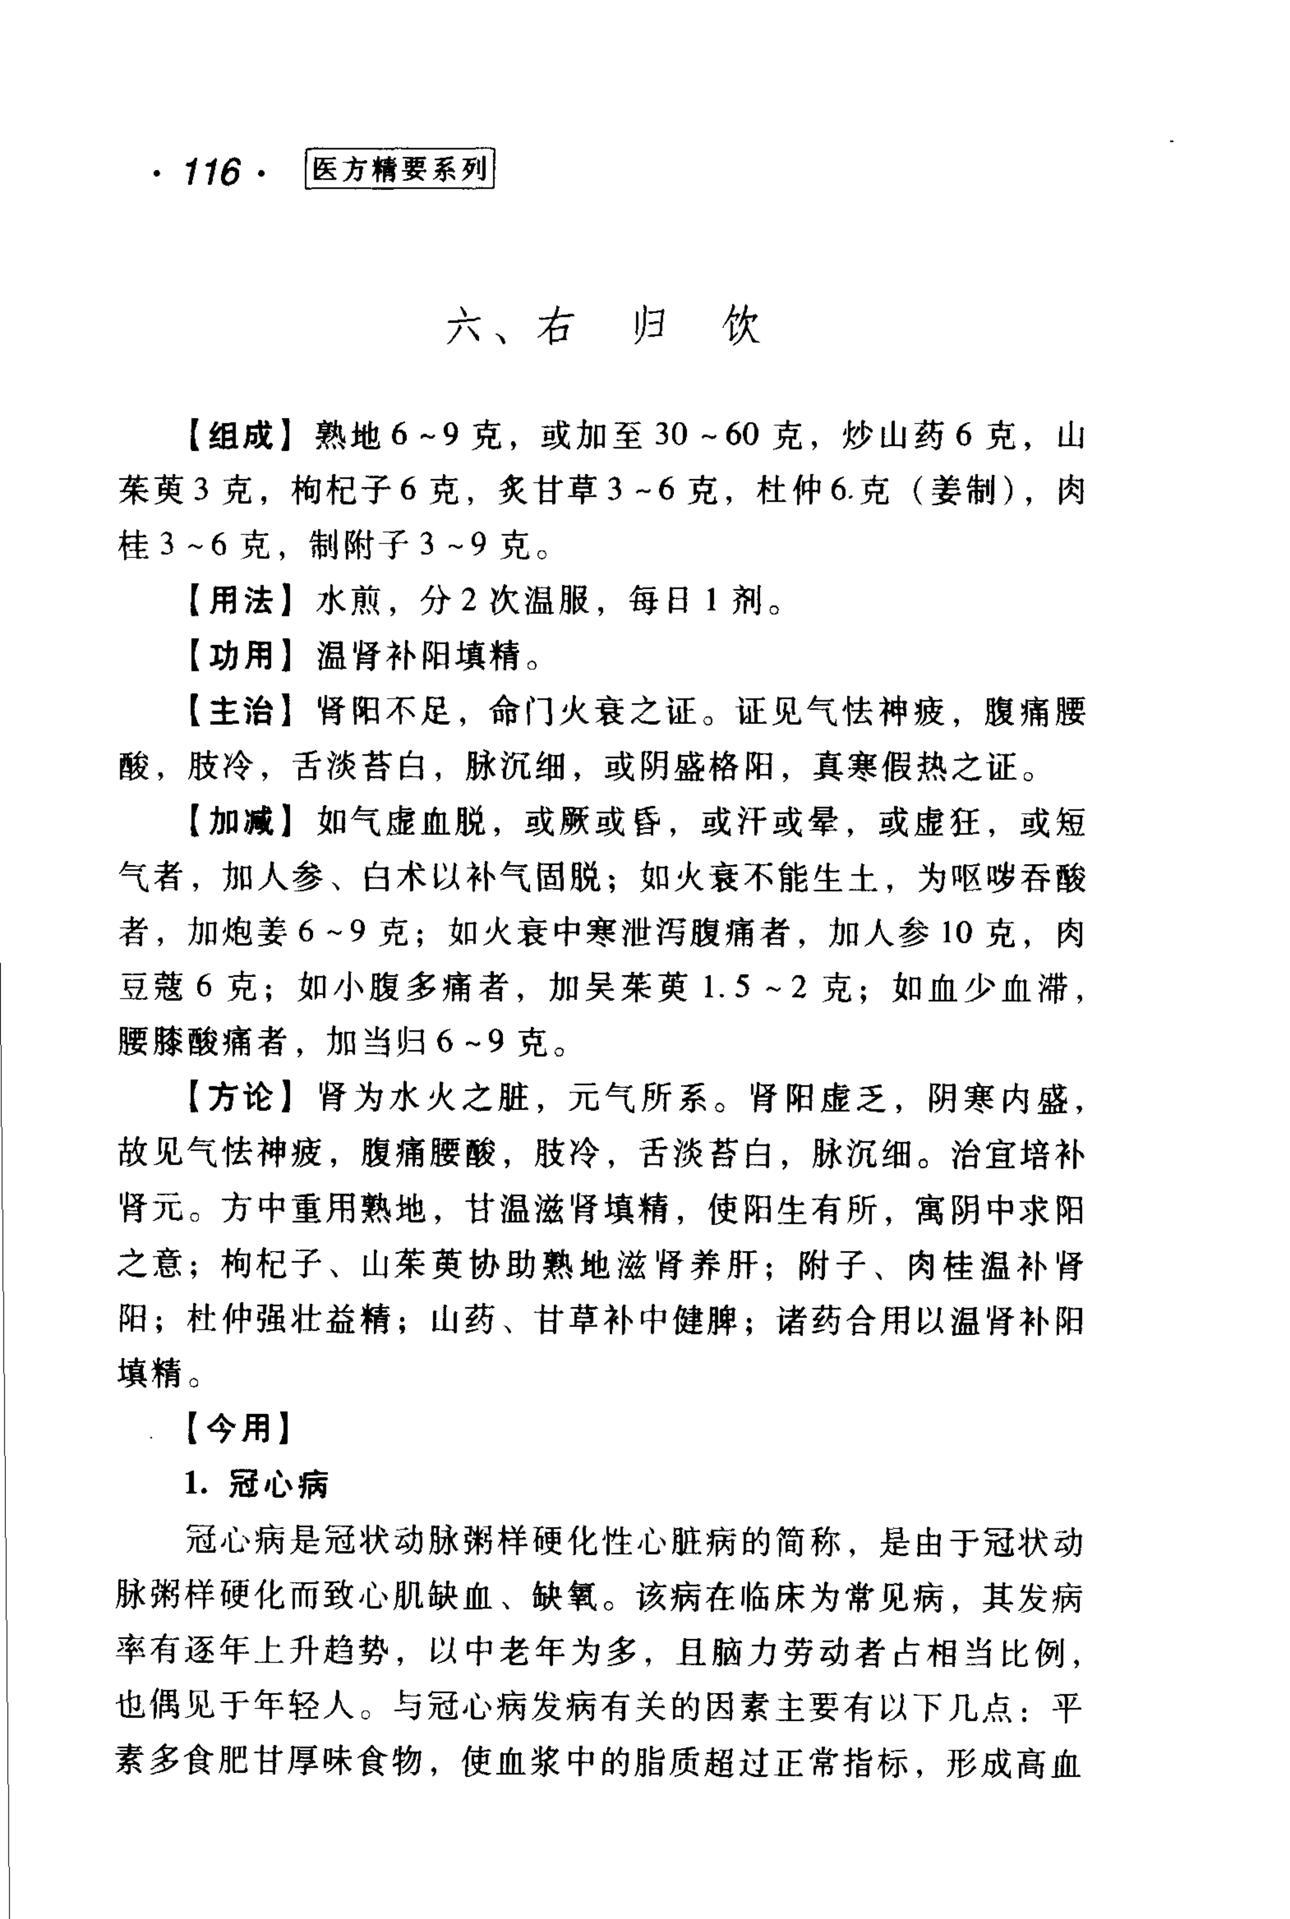 ·116· 医方精要系列
六、右 归 饮
【组成】熟地6~9克，或加至30~60克，炒山药6克，山
茱萸3克，枸杞子6克，炙甘草3~6克，杜仲6.克（姜制），肉
桂3~6克，制附子3~9克。
【用法】水煎，分2次温服，每日1剂。
【功用】温肾补阳填精。
【主治】肾阳不足，命门火衰之证。证见气怯神疲，腹痛腰
酸，肢冷，舌淡苔白，脉沉细，或阴盛格阳，真寒假热之证。
【加减】如气虚血脱，或厥或昏，或汗或晕，或虚狂，或短
气者，加人参、白术以补气固脱；如火衰不能生土，为呕哕吞酸
者，加炮姜6~9克；如火衰中寒泄泻腹痛者，加人参10克，肉
豆蔻6克；如小腹多痛者，加吴茱萸1.5~2克；如血少血滞，
腰膝酸痛者，加当归6~9克。
【方论】肾为水火之脏，元气所系。肾阳虚乏，阴寒内盛，
故见气怯神疲，腹痛腰酸，肢冷，舌淡苔白，脉沉细。治宜培补
肾元。方中重用熟地，甘温滋肾填精，使阳生有所，寓阴中求阳
之意；枸杞子、山茱萸协助熟地滋肾养肝；附子、肉桂温补肾
阳；杜仲强壮益精；山药、甘草补中健脾；诸药合用以温肾补阳
填精。
【今用】
1. 冠心病
冠心病是冠状动脉粥样硬化性心脏病的简称，是由于冠状动
脉粥样硬化而致心肌缺血、缺氧。该病在临床为常见病，其发病
率有逐年上升趋势，以中老年为多，且脑力劳动者占相当比例，
也偶见于年轻人。与冠心病发病有关的因素主要有以下几点：平
素多食肥甘厚味食物，使血浆中的脂质超过正常指标，形成高血